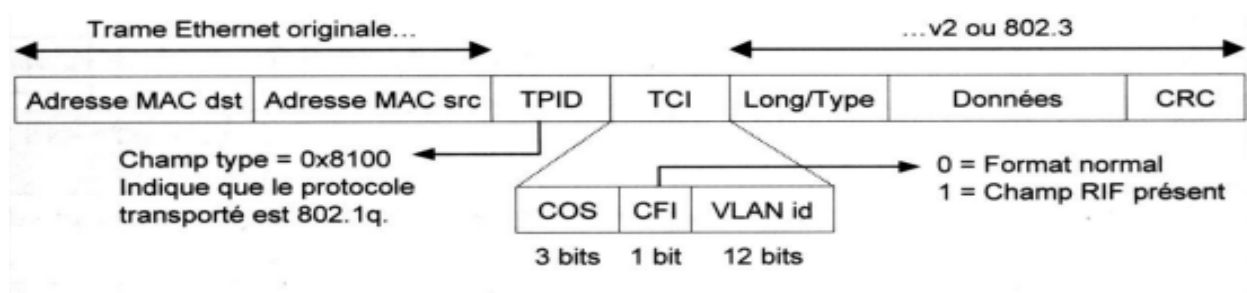 Trame Ethernet originale...
...v2 ou 802.3
Adresse MAC dst Adresse MAC src TPID TCI Long/Type Données CRC
Champ type = 0x8100
Indique que le protocole
transporté est 802.1q.
0 = Format normal
1 = Champ RIF présent
COS CFI VLAN id
3 bits 1 bit 12 bits